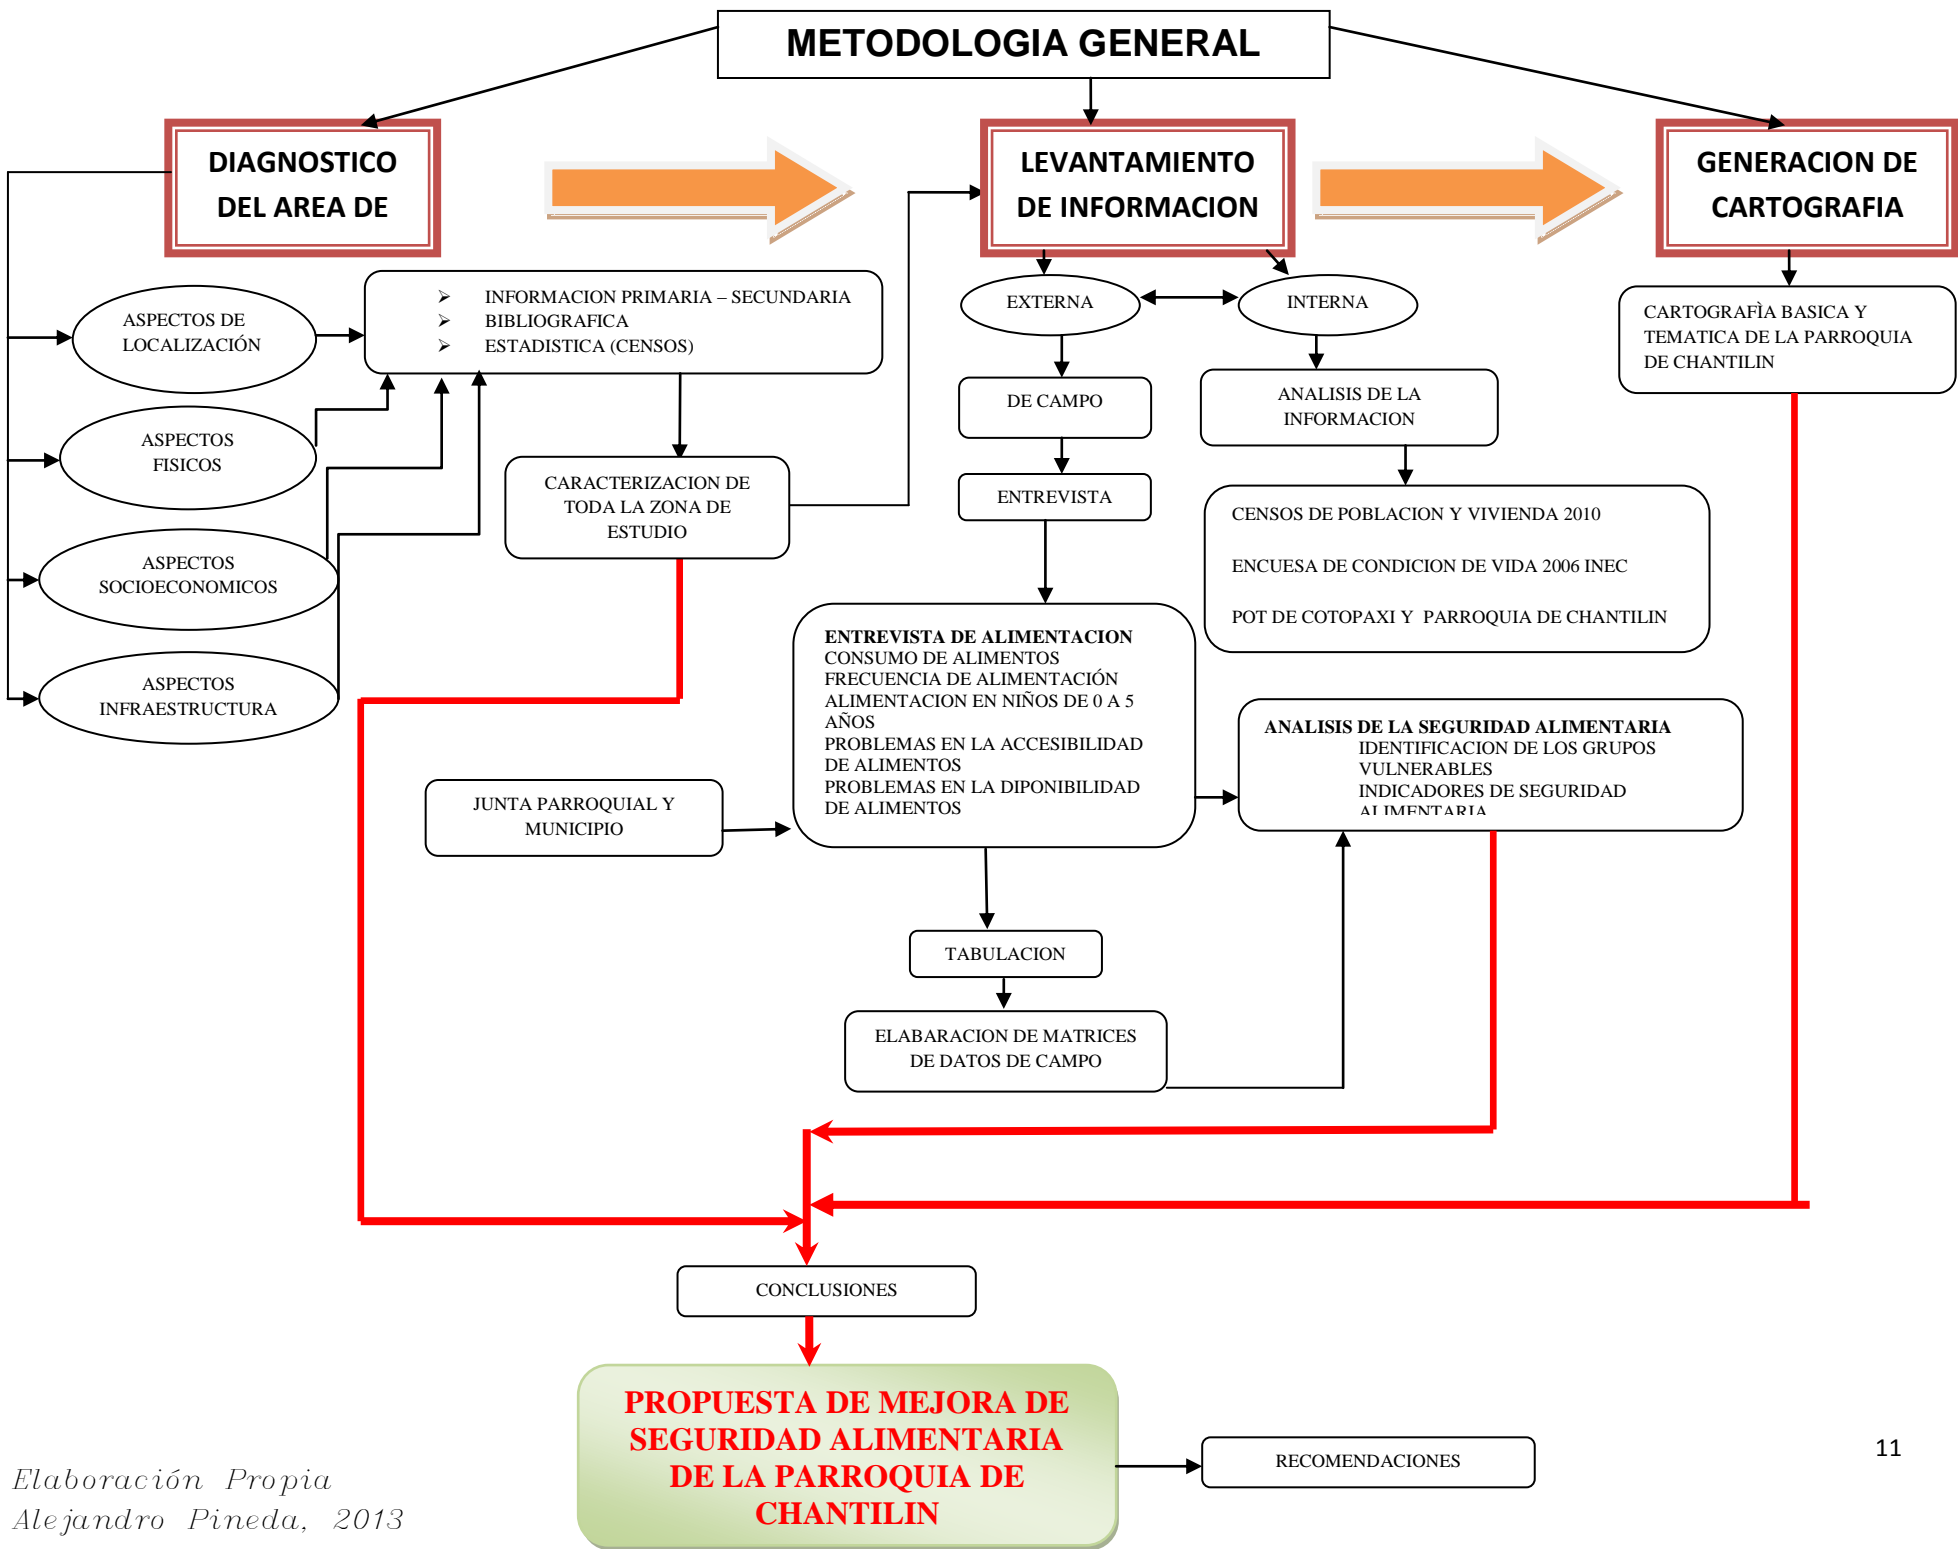 METODOLOGIA GENERAL
DIAGNOSTICO
DEL AREA DE
LEVANTAMIENTO
DE INFORMACION
GENERACION DE
CARTOGRAFIA
ASPECTOS DE
LOCALIZACIÓN
ASPECTOS
FISICOS
ASPECTOS
SOCIOECONOMICOS
ASPECTOS
INFRAESTRUCTURA
➢ INFORMACION PRIMARIA – SECUNDARIA
➢ BIBLIOGRAFICA
➢ ESTADISTICA (CENSOS)
CARACTERIZACION DE
TODA LA ZONA DE
ESTUDIO
EXTERNA
INTERNA
DE CAMPO
ENTREVISTA
ANALISIS DE LA
INFORMACION
CENSOS DE POBLACION Y VIVIENDA 2010
ENCUESA DE CONDICION DE VIDA 2006 INEC
POT DE COTOPAXI Y PARROQUIA DE CHANTILIN
CARTOGRAFÌA BASICA Y
TEMATICA DE LA PARROQUIA
DE CHANTILIN
ENTREVISTA DE ALIMENTACION
CONSUMO DE ALIMENTOS
FRECUENCIA DE ALIMENTACIÓN
ALIMENTACION EN NIÑOS DE 0 A 5
AÑOS
PROBLEMAS EN LA ACCESIBILIDAD
DE ALIMENTOS
PROBLEMAS EN LA DIPONIBILIDAD
DE ALIMENTOS
JUNTA PARROQUIAL Y
MUNICIPIO
ANALISIS DE LA SEGURIDAD ALIMENTARIA
IDENTIFICACION DE LOS GRUPOS
VULNERABLES
INDICADORES DE SEGURIDAD
ALIMENTARIA
TABULACION
ELABARACION DE MATRICES
DE DATOS DE CAMPO
CONCLUSIONES
PROPUESTA DE MEJORA DE
SEGURIDAD ALIMENTARIA
DE LA PARROQUIA DE
CHANTILIN
RECOMENDACIONES
11
Elaboración Propia
Alejandro Pineda, 2013